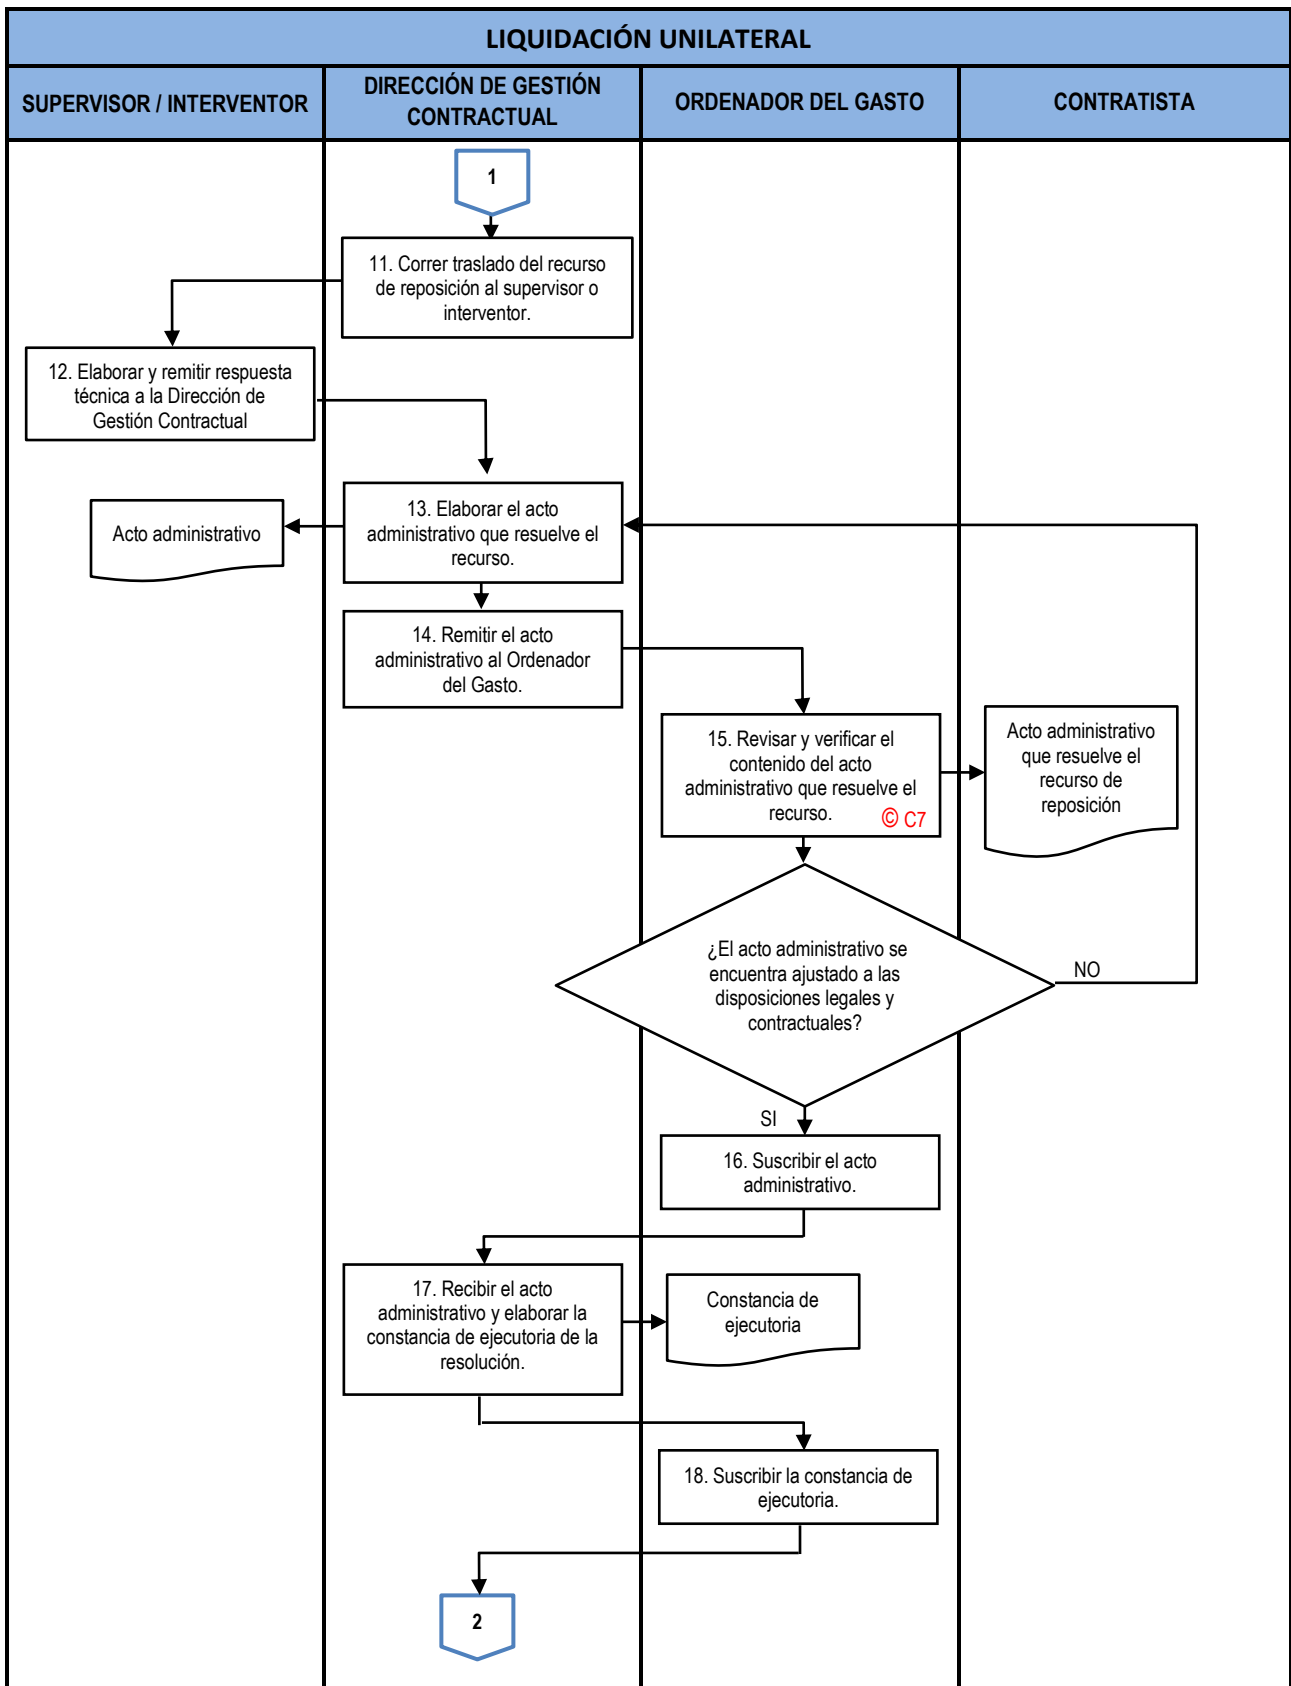 LIQUIDACIÓN UNILATERAL
SUPERVISOR / INTERVENTOR
DIRECCIÓN DE GESTIÓN
CONTRACTUAL
ORDENADOR DEL GASTO
CONTRATISTA
1
11. Correr traslado del recurso
de reposición al supervisor o
interventor.
12. Elaborar y remitir respuesta
técnica a la Dirección de
Gestión Contractual
13. Elaborar el acto
administrativo que resuelve el
recurso.
Acto administrativo
14. Remitir el acto
administrativo al Ordenador
del Gasto.
15. Revisar y verificar el
contenido del acto
administrativo que resuelve el
recurso.
© C7
Acto administrativo
que resuelve el
recurso de
reposición
¿El acto administrativo se
encuentra ajustado a las
disposiciones legales y
contractuales?
NO
SI
16. Suscribir el acto
administrativo.
17. Recibir el acto
administrativo y elaborar la
constancia de ejecutoria de la
resolución.
Constancia de
ejecutoria
18. Suscribir la constancia de
ejecutoria.
2